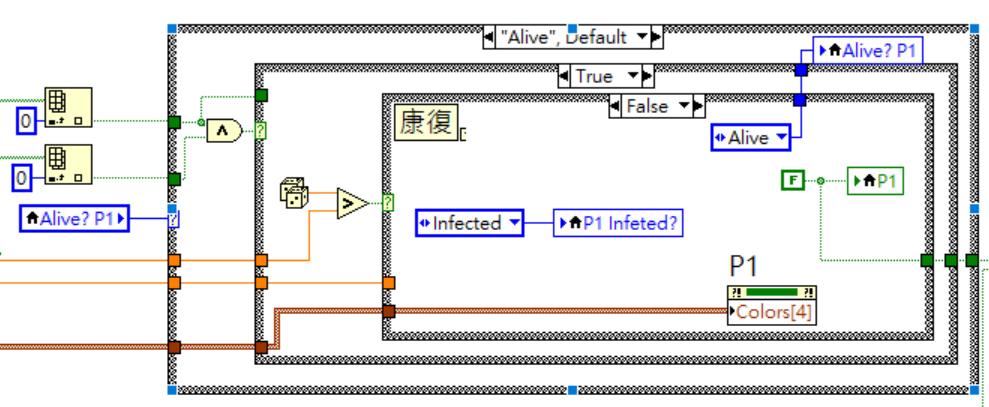 "Alive", Default
Alive? P1
True
False
康復
0
Alive
?
0
F
P1
Alive? P1
?
>
?
Infected
P1 Infeted?
P1
?! ?!
Colors[4]